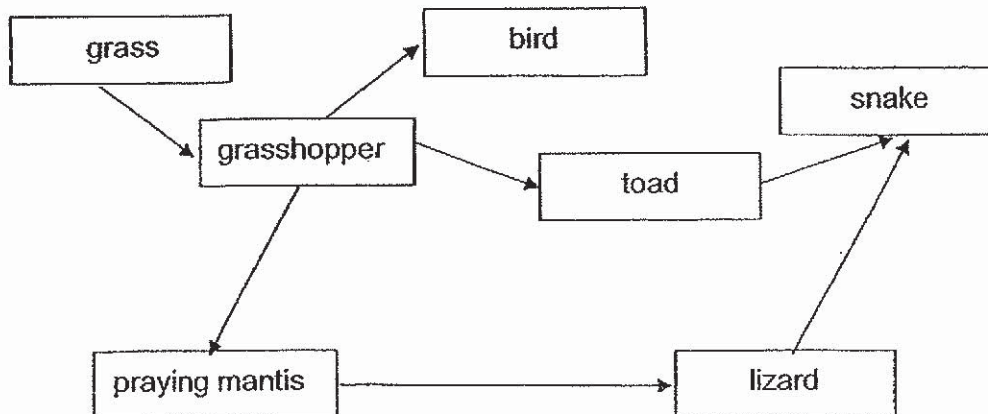 grass
bird
snake
grasshopper
toad
praying mantis
lizard